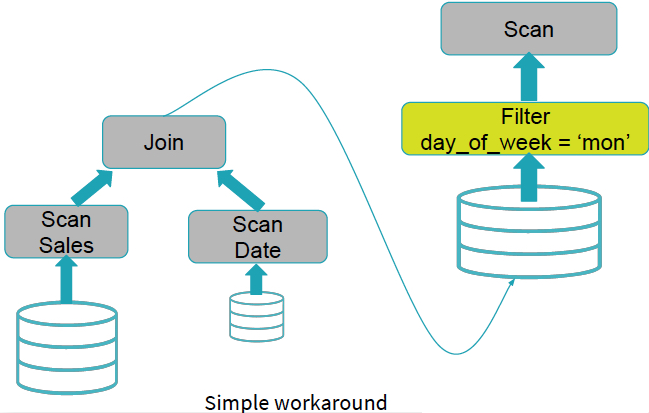 Scan
Filter
day_of_week = ‘mon’
Join
Scan
Sales
Scan
Date
Simple workaround